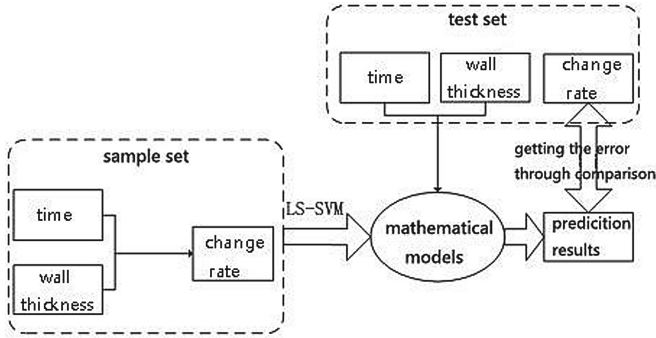 test set
time
wall
thickness
change
rate
getting the error
through comparison
sample set
time
wall
thickness
change
rate
LS-SVM
mathematical
models
predicition
results